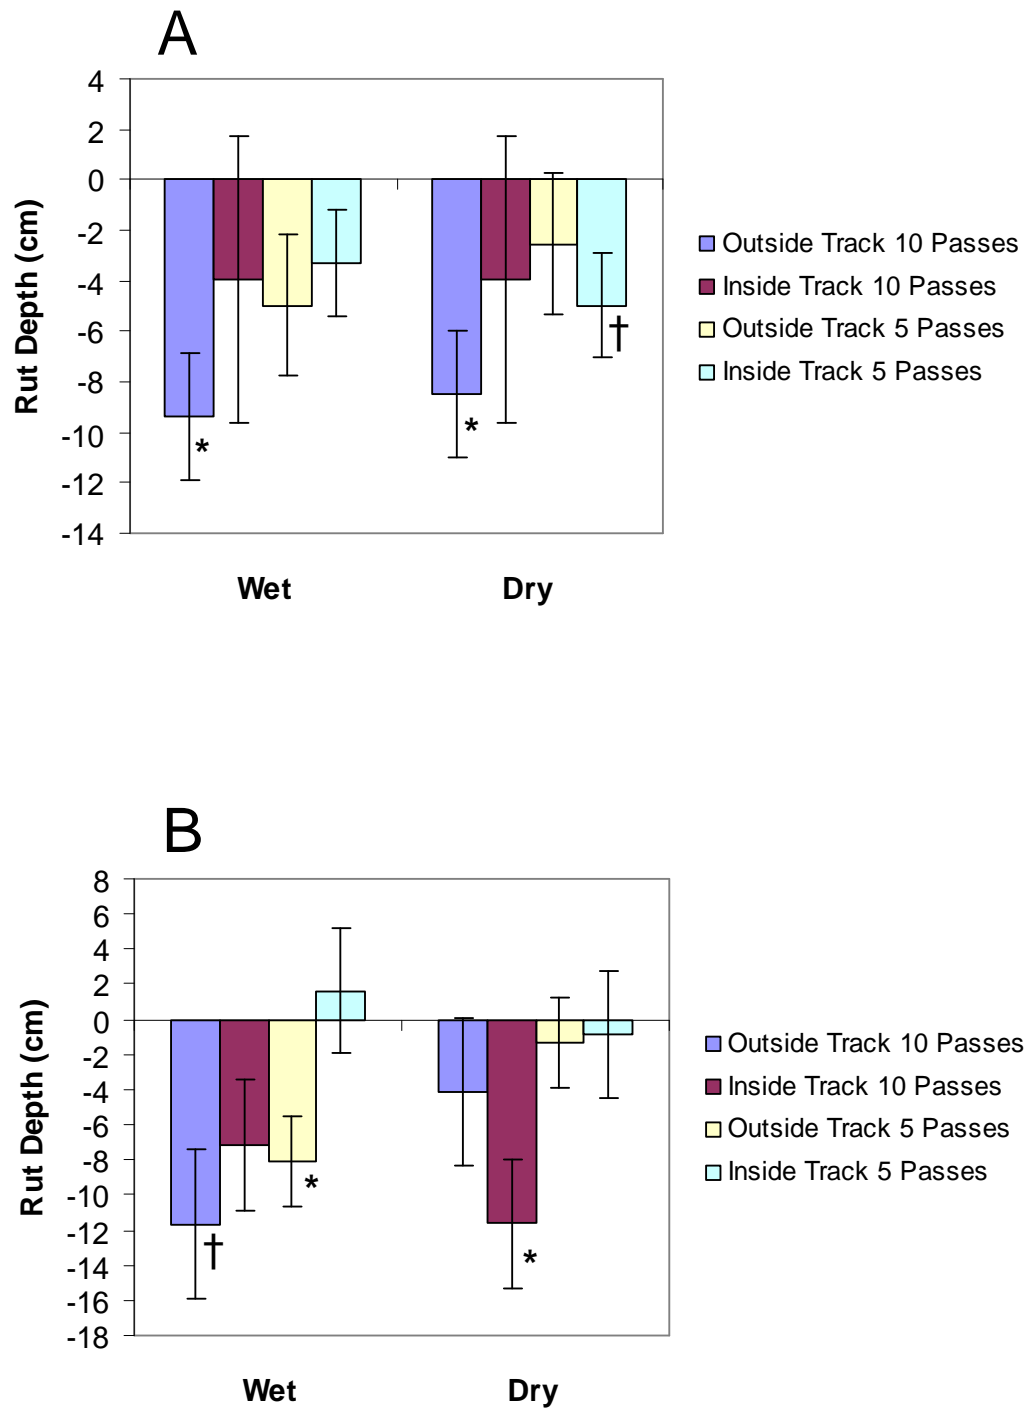 A
4
2
0
-2
-4
-6
-8
-10
-12
-14
Rut Depth (cm)
*
*
†
Wet Dry
Outside Track 10 Passes
Inside Track 10 Passes
Outside Track 5 Passes
Inside Track 5 Passes
B
8
6
4
2
0
-2
-4
-6
-8
-10
-12
-14
-16
-18
Rut Depth (cm)
†
*
*
Wet Dry
Outside Track 10 Passes
Inside Track 10 Passes
Outside Track 5 Passes
Inside Track 5 Passes